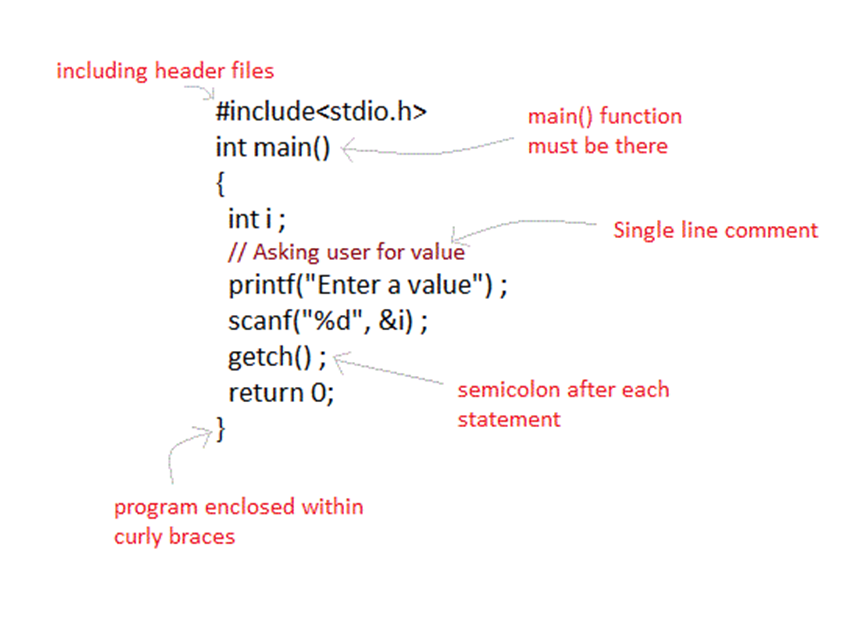 including header files
#include<stdio.h>
int main()
main() function
must be there
{
int i ;
Single line comment
// Asking user for value
printf("Enter a value") ;
scanf("%d", &i) ;
getch() ;
semicolon after each
statement
return 0;
}
program enclosed within
curly braces